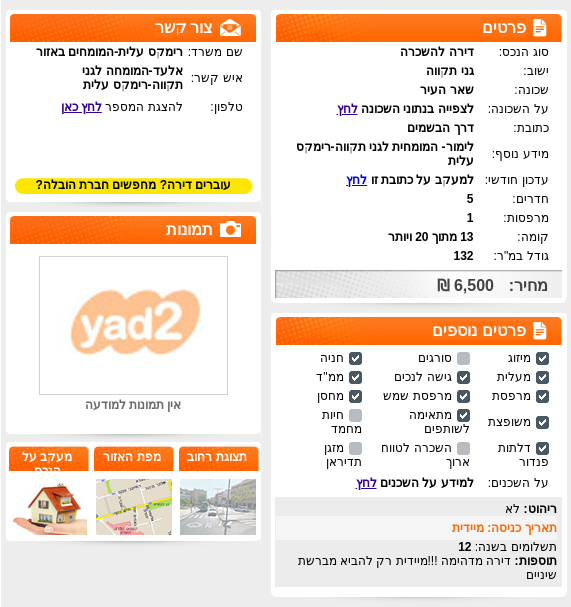 פרטים
סוג הנכס: דירה להשכרה
ישוב: גני תקווה
שכונה: שאר העיר
על השכונה: לצפייה בנתוני השכונה לחץ
כתובת: דרך הבשמים
מידע נוסף: לימור- המומחית לגני תקווה-רימקס
עלית
עדכון חודשי: למעקב על כתובת זו לחץ
חדרים: 5
מרפסות: 1
קומה: 13 מתוך 20 ויותר
גודל במ"ר: 132
מחיר: 6,500 ₪
פרטים נוספים
מיזוג סורגים חניה
מעלית גישה לנכים ממ"ד
מרפסת מרפסת שמש מחסן
משופצת מתאימה חיות
לשותפים מחמד
דלתות השכרה לטווח מזגן
פנדור ארוך תדיראן
על השכנים: למידע על השכנים לחץ
ריהוט: לא
תאריך כניסה: מיידית
תשלומים בשנה: 12
תוספות: דירה מדהימה !!!מיידית רק להביא מברשת
שיניים
צור קשר
שם משרד: רימקס עלית-המומחים באזור
איש קשר: אלעד-המומחה לגני
תקווה-רימקס עלית
טלפון: להצגת המספר לחץ כאן
עוברים דירה? מחפשים חברת הובלה?
תמונות
yad2
אין תמונות למודעה
תצוגת רחוב
מפת האזור
מעקב על
הנכס